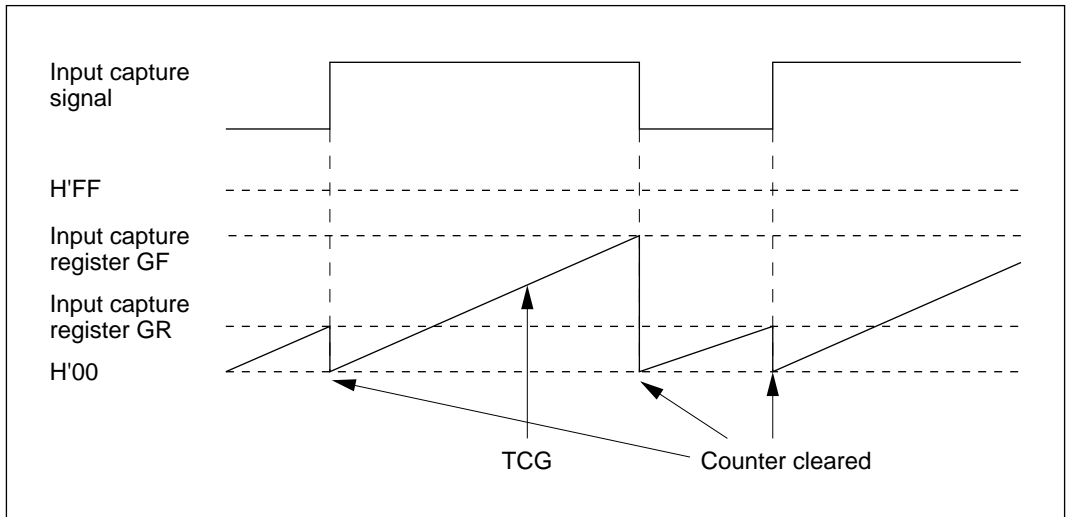 Input capture
signal
H'FF
Input capture
register GF
Input capture
register GR
H'00
TCG
Counter cleared